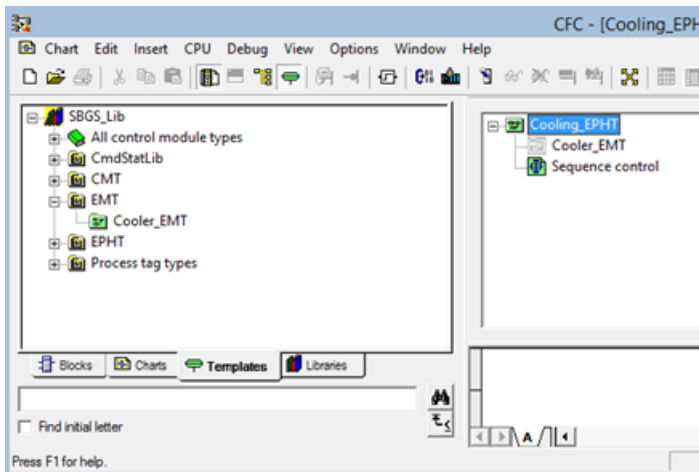 CFC - [Cooling_EPH
Chart Edit Insert CPU Debug View Options Window Help
SBGS_Lib
All control module types
CmdStatLib
CMT
EMT
Cooler_EMT
EPHT
Process tag types
Blocks Charts Templates Libraries
Find initial letter
Press F1 for help.
Cooling_EPHT
Cooler_EMT
Sequence control
A